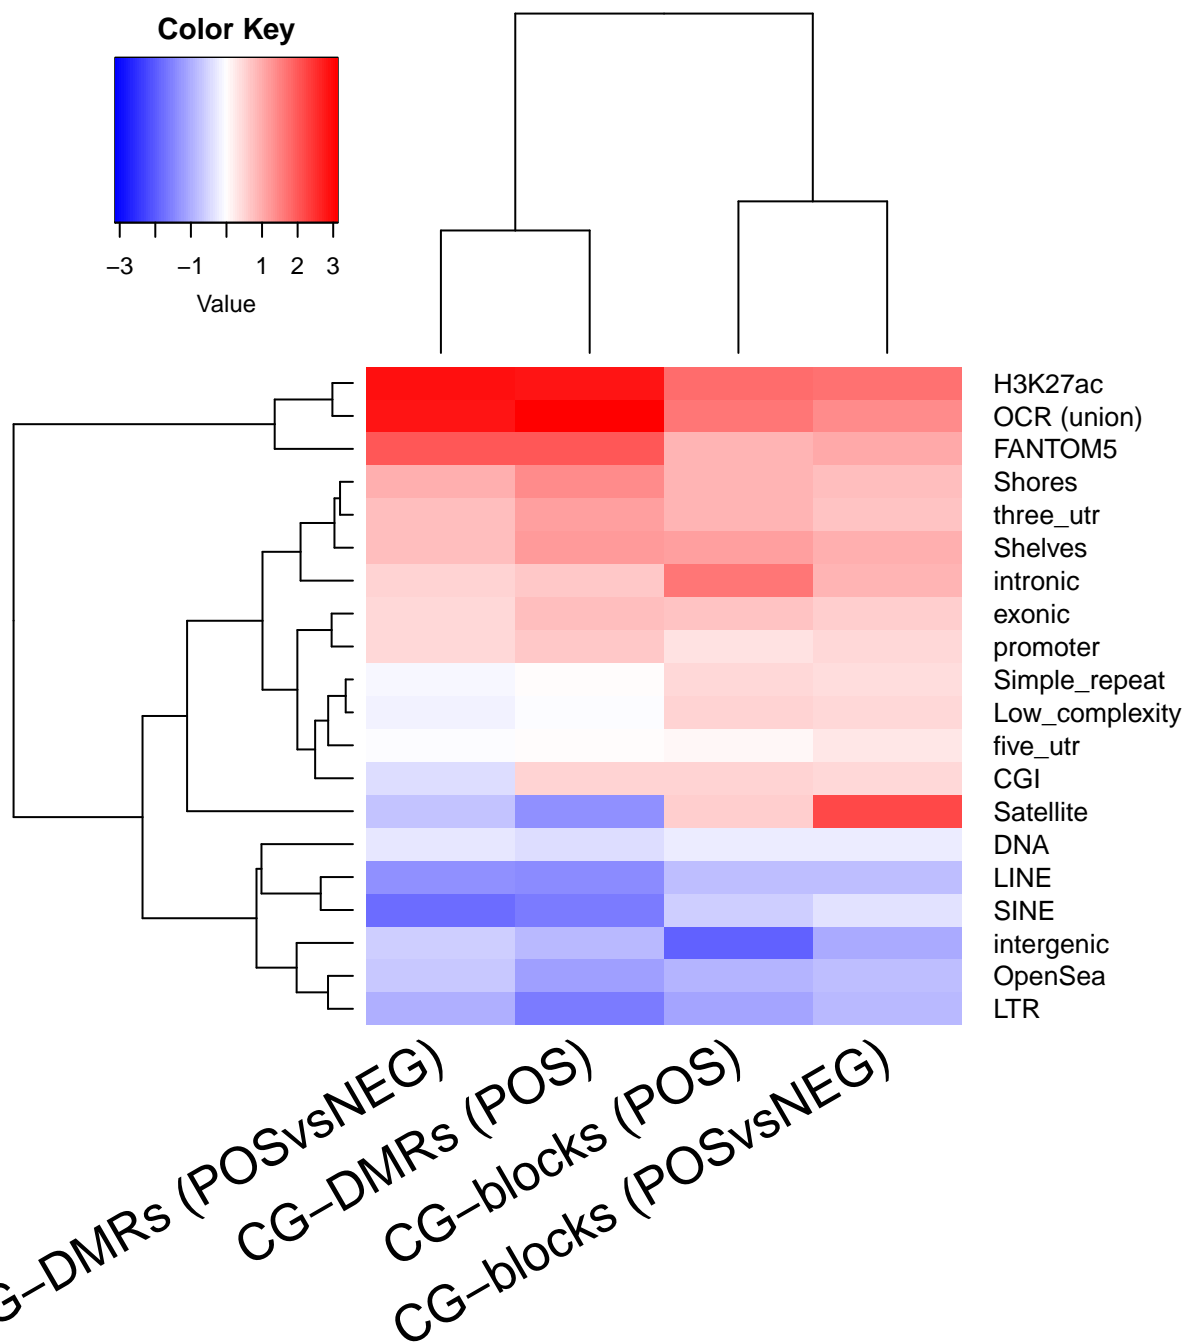 Color Key
−3 −1 1 2 3
Value
H3K27ac
OCR (union)
FANTOM5
Shores
three_utr
Shelves
intronic
exonic
promoter
Simple_repeat
Low_complexity
five_utr
CGI
Satellite
DNA
LINE
SINE
intergenic
OpenSea
LTR
G−DMRs (POSvsNEG)
CG−DMRs (POS)
CG−blocks (POS)
CG−blocks (POSvsNEG)